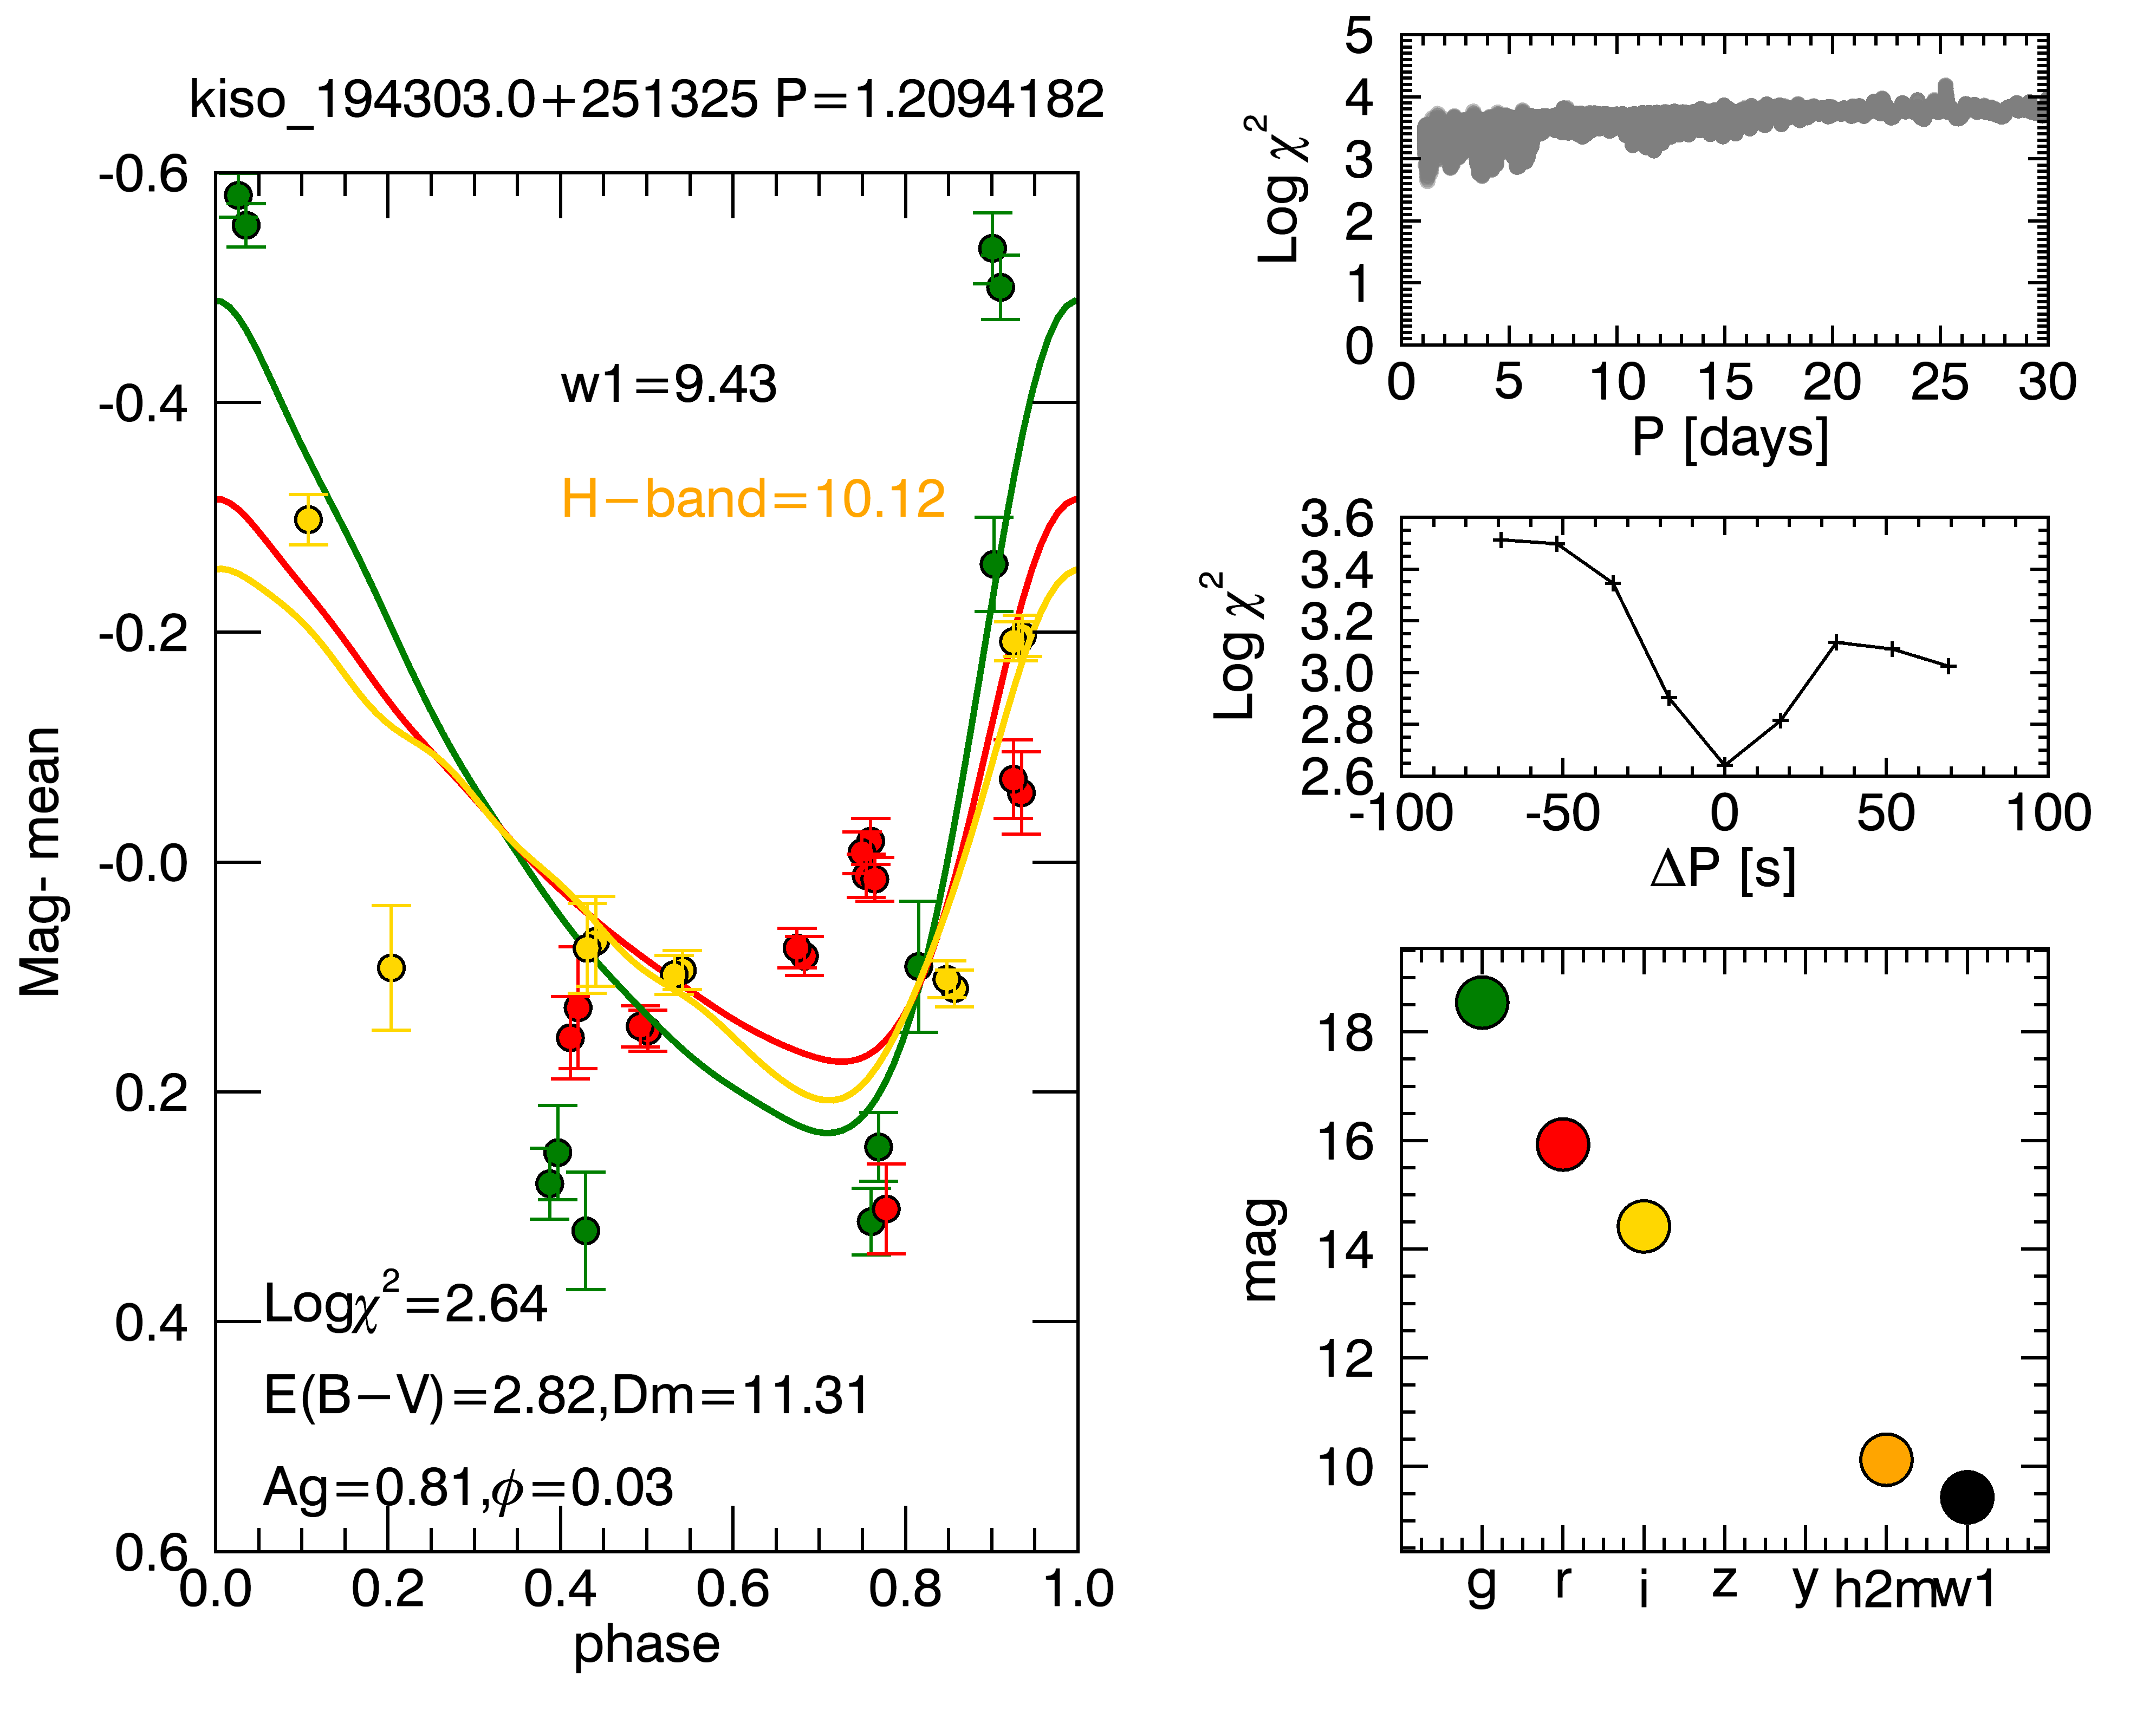 kiso_194303.0+251325 P=1.2094182
-0.6
-0.4
-0.2
-0.0
0.2
0.4
0.6
Mag- mean
w1=9.43
H-band=10.12
Logχ²=2.64
E(B-V)=2.82,Dm=11.31
Ag=0.81,ϕ=0.03
0.0 0.2 0.4 0.6 0.8 1.0
phase
5
4
3
2
1
0
Log χ²
0 5 10 15 20 25 30
P [days]
3.6
3.4
3.2
3.0
2.8
2.6
Log χ²
-100 -50 0 50 100
ΔP [s]
18
16
14
12
10
mag
g r i z y h2mw1